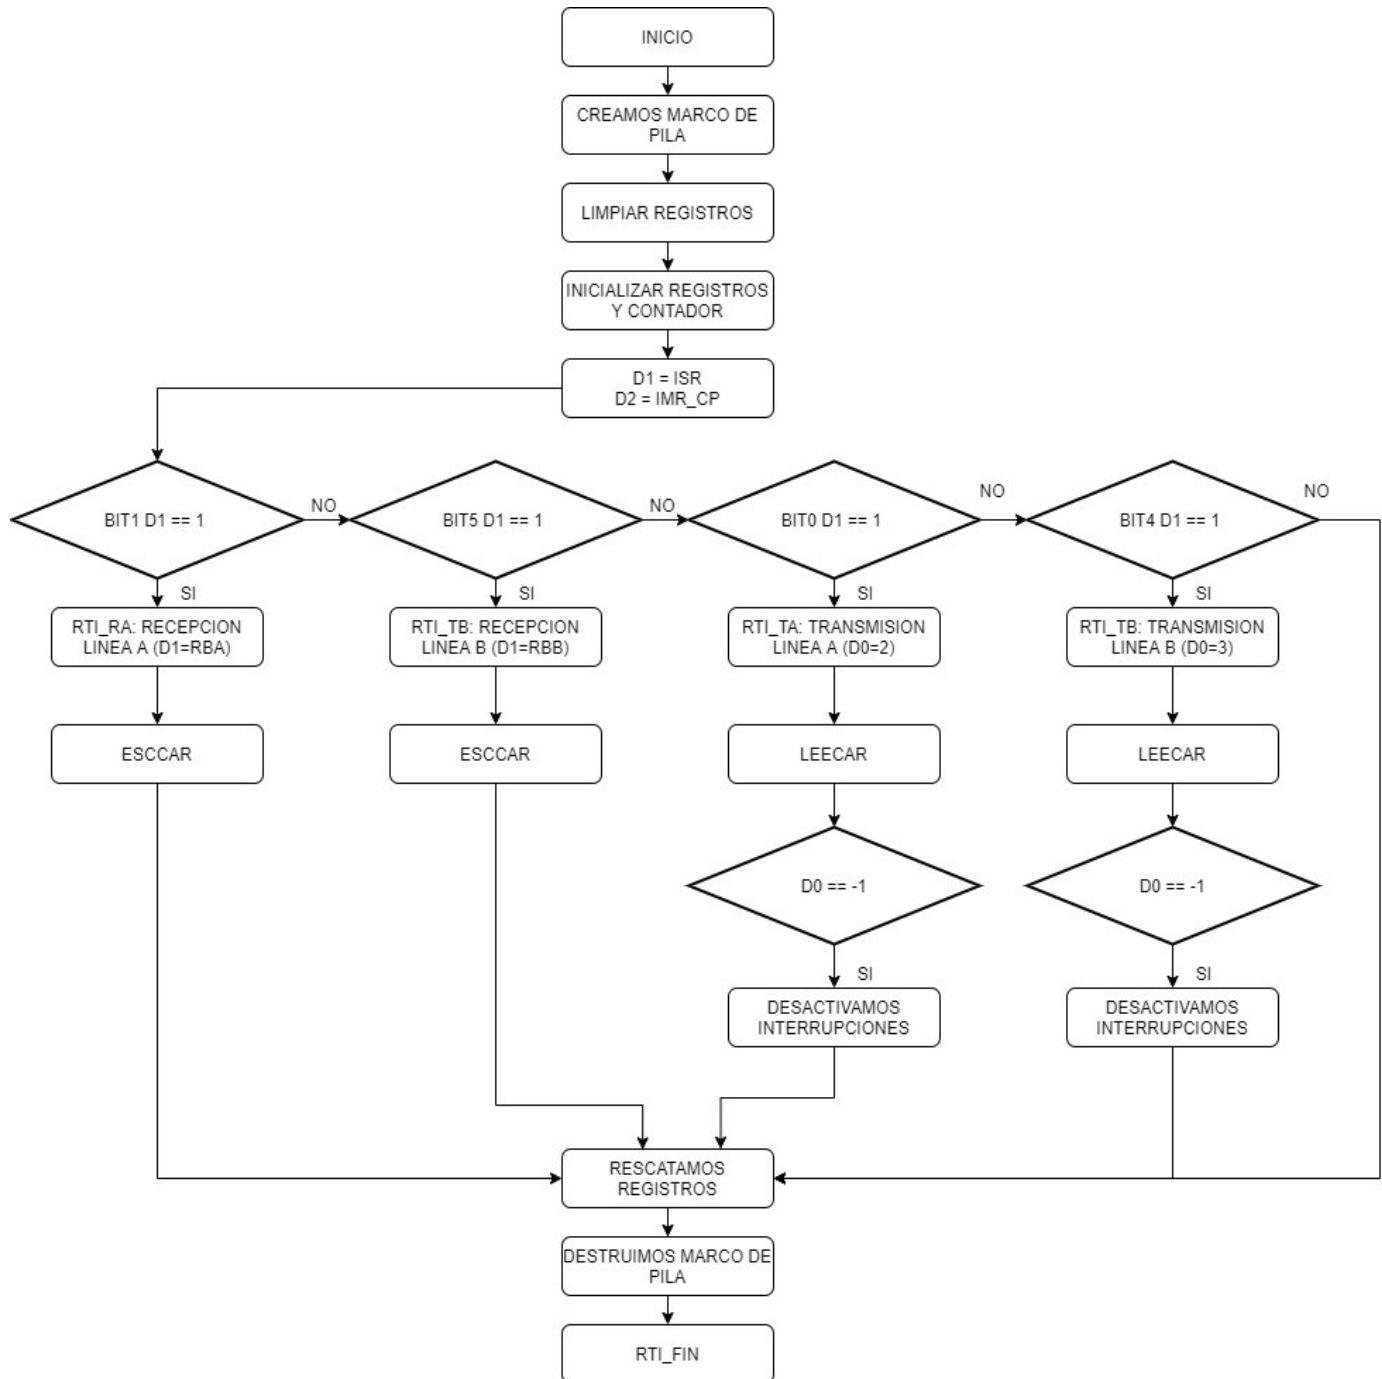 INICIO
CREAMOS MARCO DE
PILA
LIMPIAR REGISTROS
INICIALIZAR REGISTROS
Y CONTADOR
D1 = ISR
D2 = IMR_CP
BIT1 D1 == 1
NO
BIT5 D1 == 1
NO
BIT0 D1 == 1
NO
BIT4 D1 == 1
NO
SI
SI
SI
SI
RTI_RA: RECEPCION
LINEA A (D1=RBA)
RTI_TB: RECEPCION
LINEA B (D1=RBB)
RTI_TA: TRANSMISION
LINEA A (D0=2)
RTI_TB: TRANSMISION
LINEA B (D0=3)
ESCCAR
ESCCAR
LEECAR
LEECAR
D0 == -1
D0 == -1
SI
SI
DESACTIVAMOS
INTERRUPCIONES
DESACTIVAMOS
INTERRUPCIONES
RESCATAMOS
REGISTROS
DESTRUIMOS MARCO DE
PILA
RTI_FIN